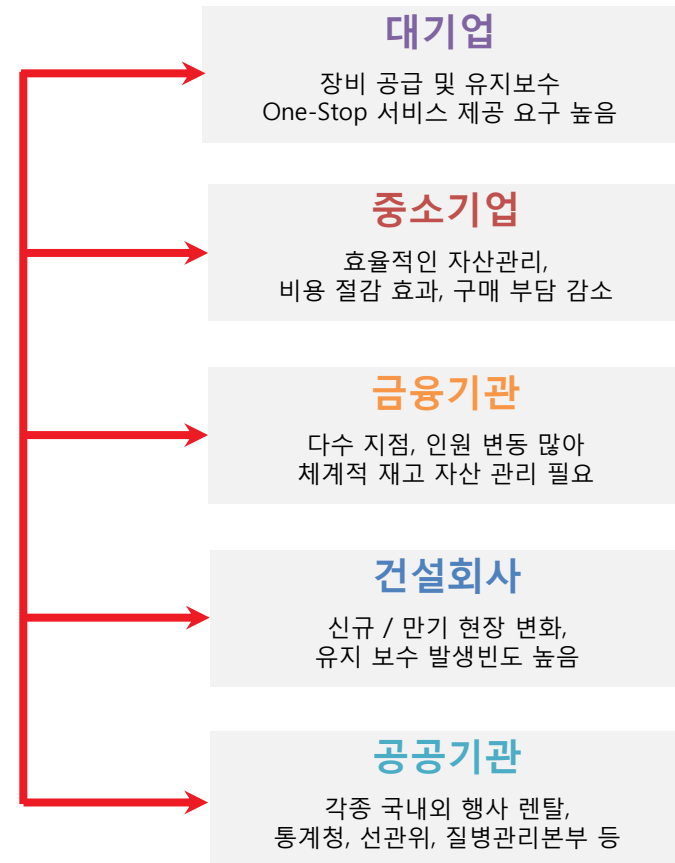 대기업
장비 공급 및 유지보수
One-Stop 서비스 제공 요구 높음
중소기업
효율적인 자산관리,
비용 절감 효과, 구매 부담 감소
금융기관
다수 지점, 인원 변동 많아
체계적 재고 자산 관리 필요
건설회사
신규 / 만기 현장 변화,
유지 보수 발생빈도 높음
공공기관
각종 국내외 행사 렌탈,
통계청, 선관위, 질병관리본부 등